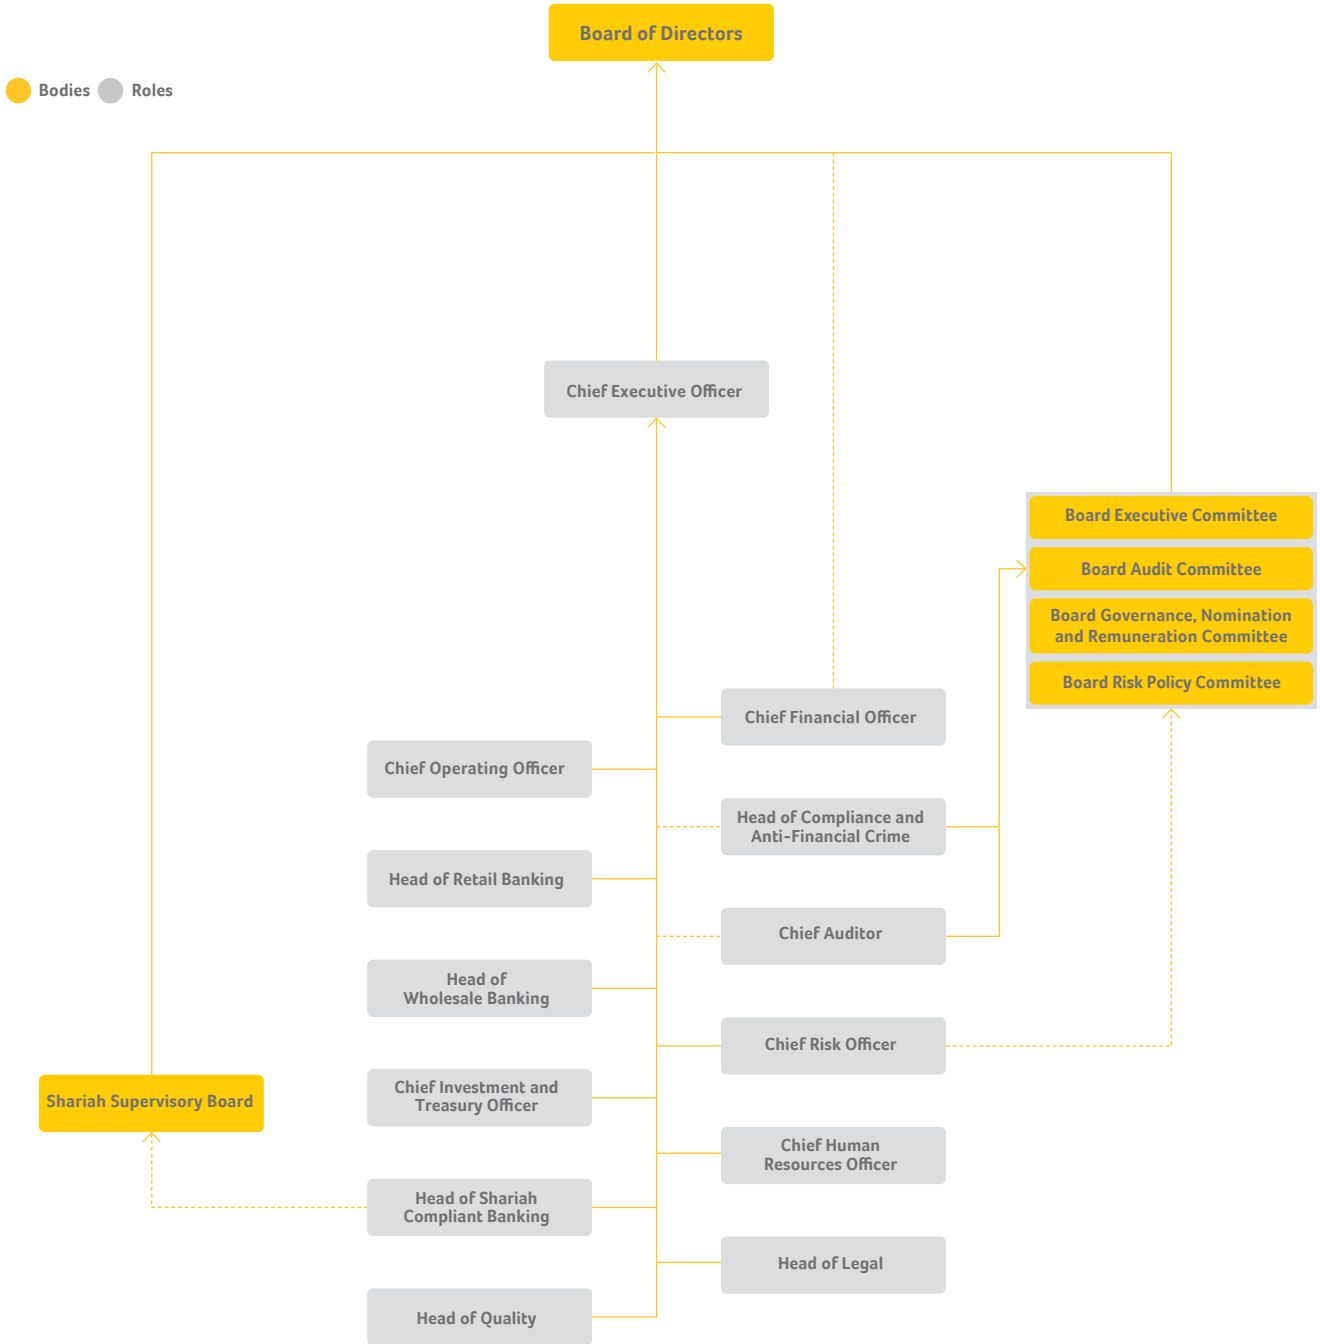 Board of Directors
Bodies
Roles
Chief Executive Officer
Board Executive Committee
Board Audit Committee
Board Governance, Nomination
and Remuneration Committee
Board Risk Policy Committee
Chief Financial Officer
Chief Operating Officer
Head of Compliance and
Anti-Financial Crime
Head of Retail Banking
Chief Auditor
Head of
Wholesale Banking
Chief Risk Officer
Chief Investment and
Treasury Officer
Shariah Supervisory Board
Chief Human
Resources Officer
Head of Shariah
Compliant Banking
Head of Legal
Head of Quality